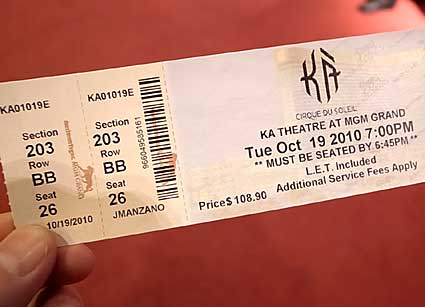 KA01019E
Section
203
Row
BB
Seat
26
10/19/2010
KA01019E
Section
203
Row
BB
Seat
26
JMANZANO
966049585161
KÀ
CIRQUE DU SOLEIL
KA THEATRE AT MGM GRAND
Tue Oct 19 2010 7:00PM
** MUST BE SEATED BY 6:45PM **
L.E.T. Included
Price$108.90 Additional Service Fees Apply